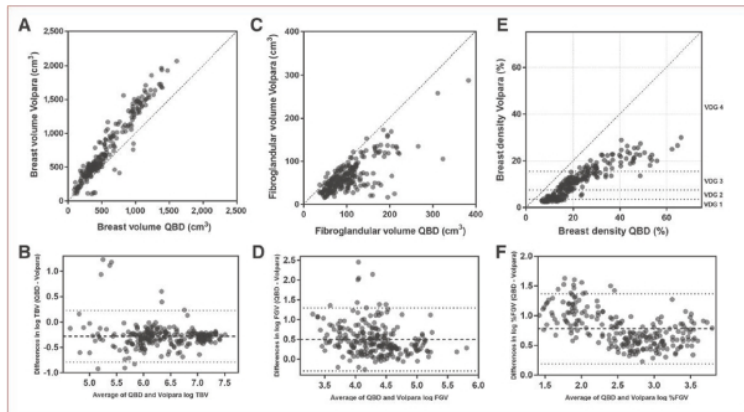 A
Breast volume Volpara (cm³)
2,500
2,000
1,500
1,000
500
0
0 500 1,000 1,500 2,000 2,500
Breast volume QBD (cm³)
C
Fibroglandular volume Volpara (cm³)
400
300
200
100
0
0 100 200 300 400
Fibroglandular volume QBD (cm³)
E
Breast density Volpara (%)
60
40
20
0
VDG 4
VDG 3
VDG 2
VDG 1
0 20 40 60
Breast density QBD (%)
B
Differences in log TBV (QBD - Volpara)
1.0
0.5
0.0
-0.5
-1.0
5.0 5.5 6.0 6.5 7.0 7.5
Average of QBD and Volpara log TBV
D
Differences in log FGV (QBD - Volpara)
2.5
2.0
1.5
1.0
0.5
0.0
3.5 4.0 4.5 5.0 5.5 6.0
Average of QBD and Volpara log FGV
F
Differences in log %FGV (QBD - Volpara)
2.0
1.5
1.0
0.5
0.0
1.5 2.0 2.5 3.0 3.5
Average of QBD and Volpara log %FGV